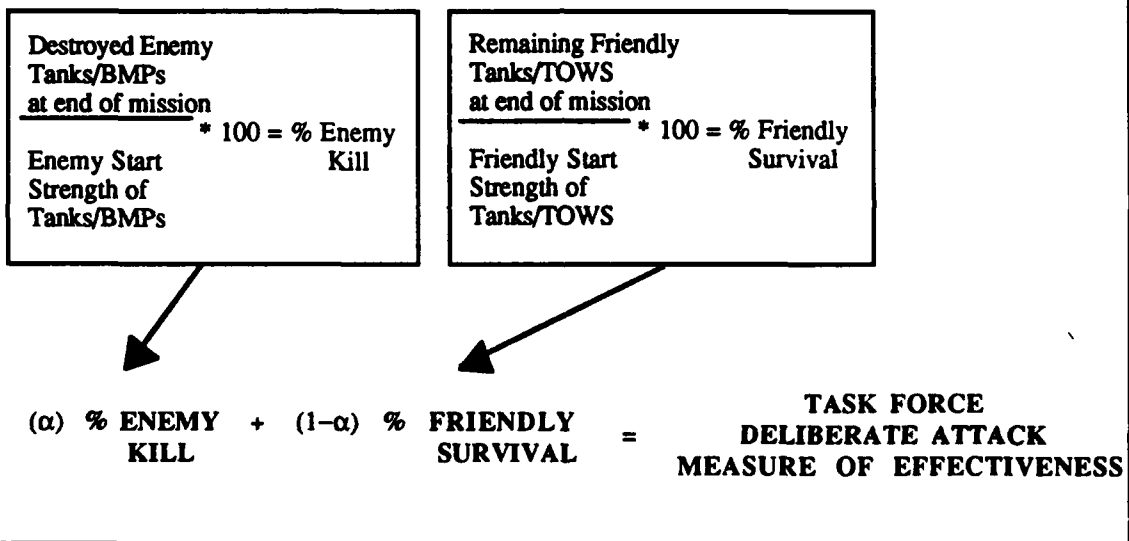 Destroyed Enemy
Tanks/BMPs
at end of mission
* 100 = % Enemy
Kill
Enemy Start
Strength of
Tanks/BMPs
Remaining Friendly
Tanks/TOWS
at end of mission
* 100 = % Friendly
Survival
Friendly Start
Strength of
Tanks/TOWS
(α) % ENEMY KILL + (1–α) % FRIENDLY SURVIVAL =
TASK FORCE
DELIBERATE ATTACK
MEASURE OF EFFECTIVENESS